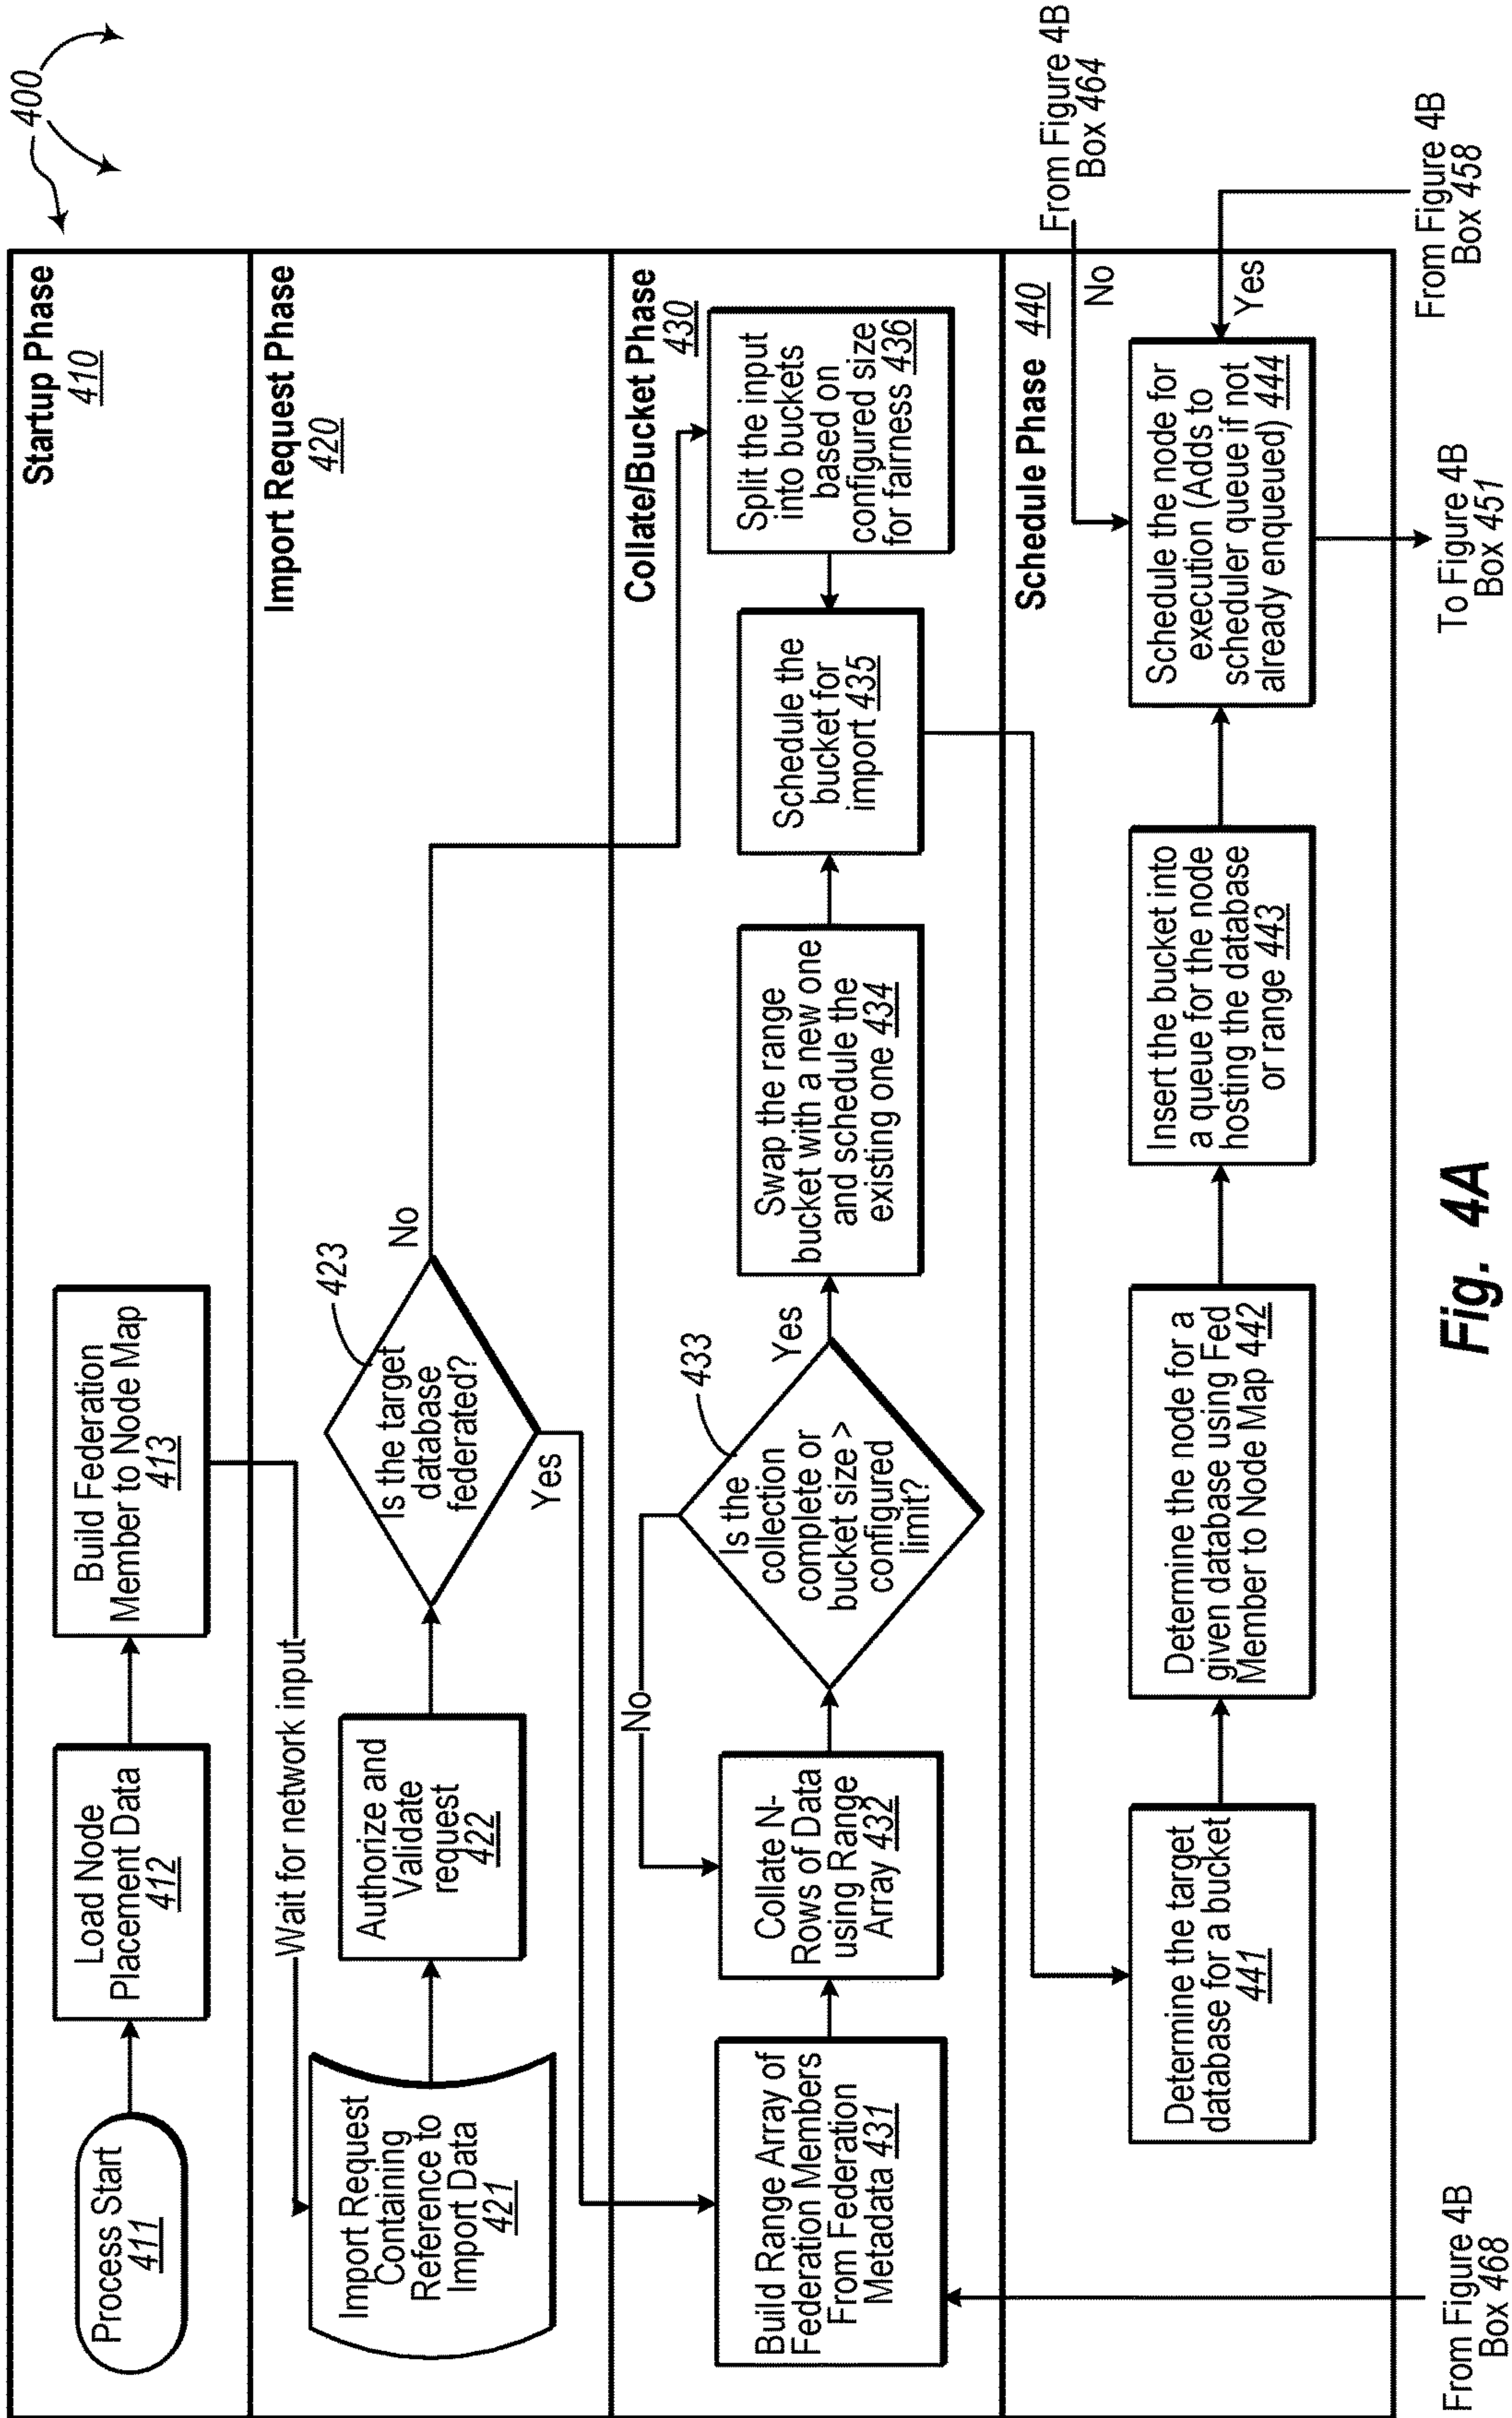 400
Startup Phase
410
Process Start
411
Load Node
Placement Data
412
Build Federation
Member to Node Map
413
Wait for network input
Import Request Phase
420
Import Request
Containing
Reference to
Import Data
421
Authorize and
Validate
request
422
423
Is the target
database
federated?
No
Yes
Collate/Bucket Phase
430
Build Range Array of
Federation Members
From Federation
Metadata 431
Collate N-
Rows of Data
using Range
Array 432
No
433
Is the
collection
complete or
bucket size >
configured
limit?
Yes
Swap the range
bucket with a new one
and schedule the
existing one 434
Schedule the
bucket for
import 435
Split the input
into buckets
based on
configured size
for fairness 436
Schedule Phase 440
Determine the target
database for a bucket
441
Determine the node for a
given database using Fed
Member to Node Map 442
Insert the bucket into
a queue for the node
hosting the database
or range 443
Schedule the node for
execution (Adds to
scheduler queue if not
already enqueued) 444
No
Yes
From Figure 4B
Box 464
From Figure 4B
Box 458
To Figure 4B
Box 451
From Figure 4B
Box 468
Fig. 4A